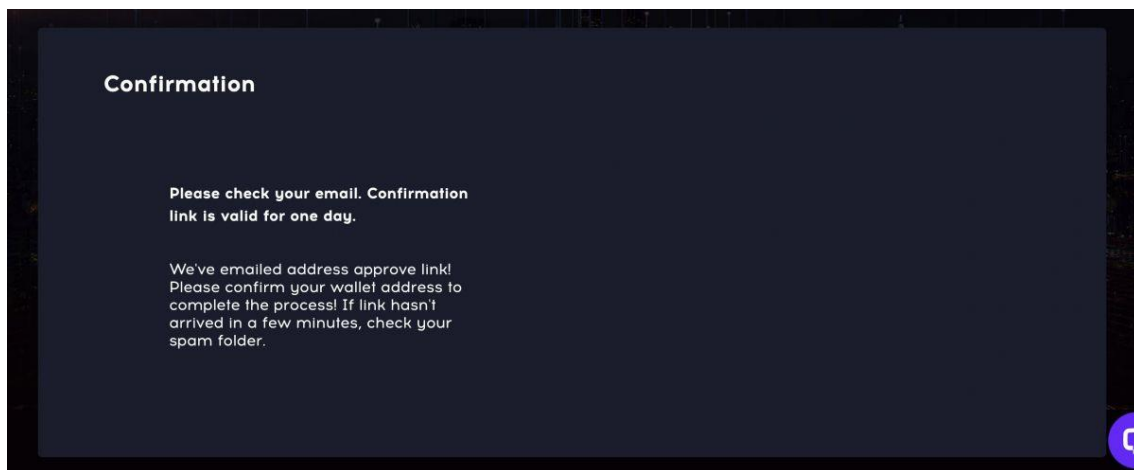 Confirmation
Please check your email. Confirmation
link is valid for one day.
We've emailed address approve link!
Please confirm your wallet address to
complete the process! If link hasn't
arrived in a few minutes, check your
spam folder.